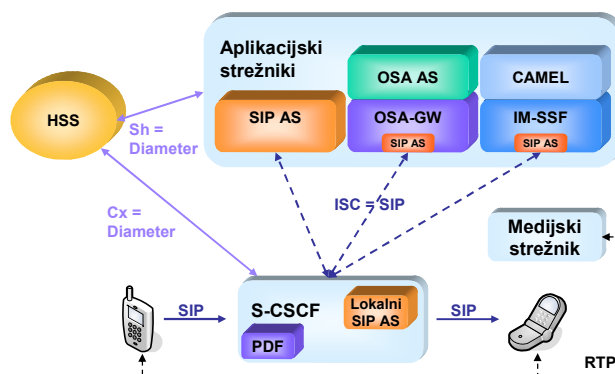 Aplikacijski
strežniki
OSA AS
CAMEL
HSS
SIP AS
OSA-GW
IM-SSF
SIP AS
SIP AS
Sh =
Diameter
ISC = SIP
Cx =
Diameter
Medijski
strežnik
SIP
S-CSCF
Lokalni
SIP AS
SIP
PDF
RTP